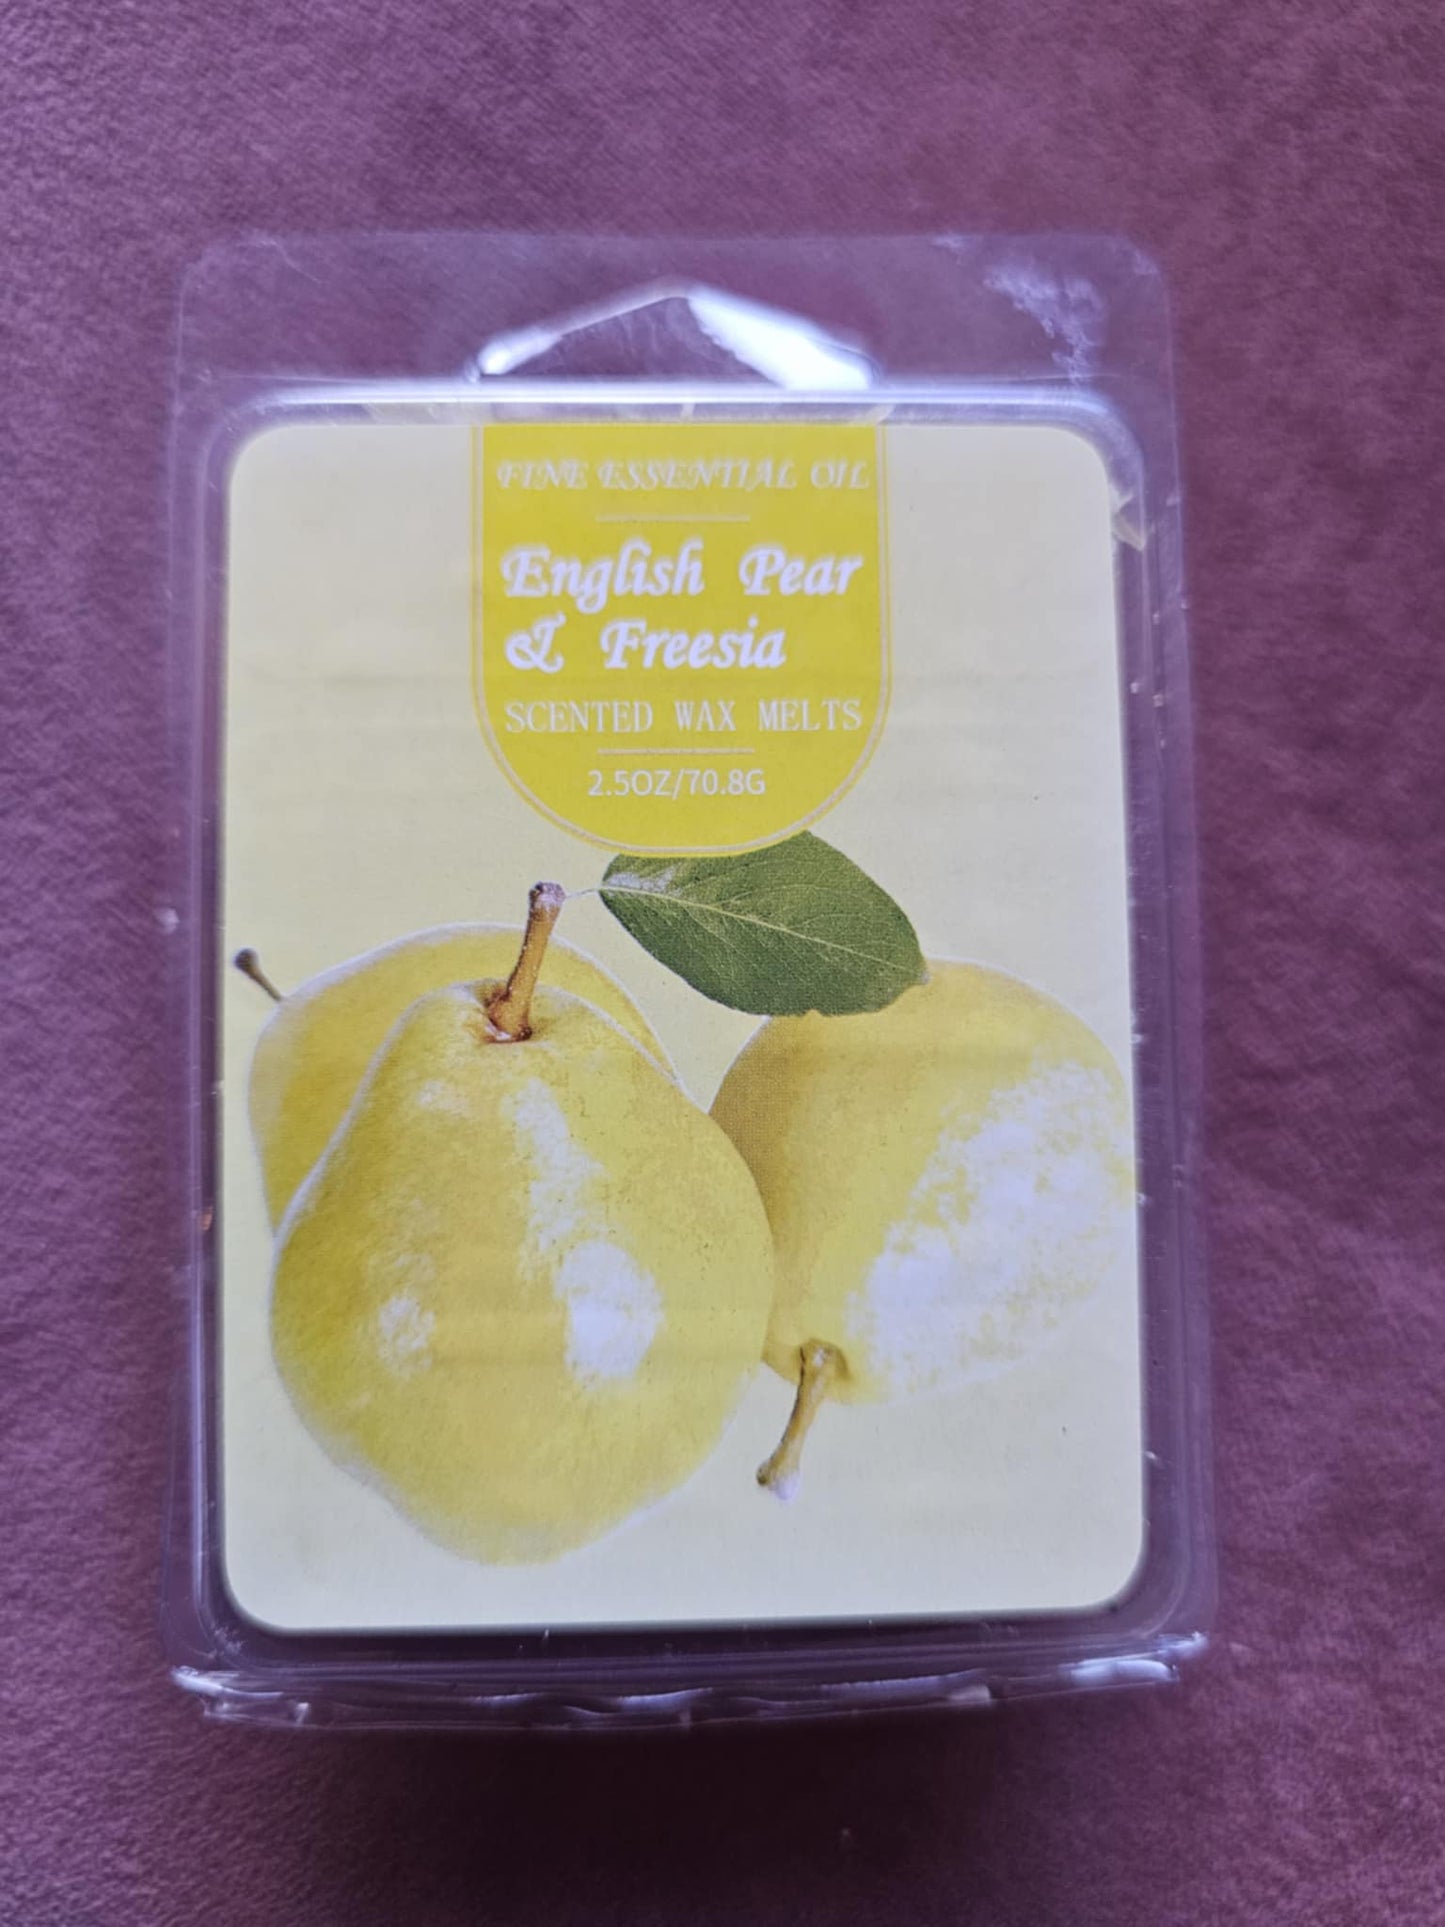 FINE ESSENTIAL OIL
English Pear
& Freesia
SCENTED WAX MELTS
2.5OZ/70.8G